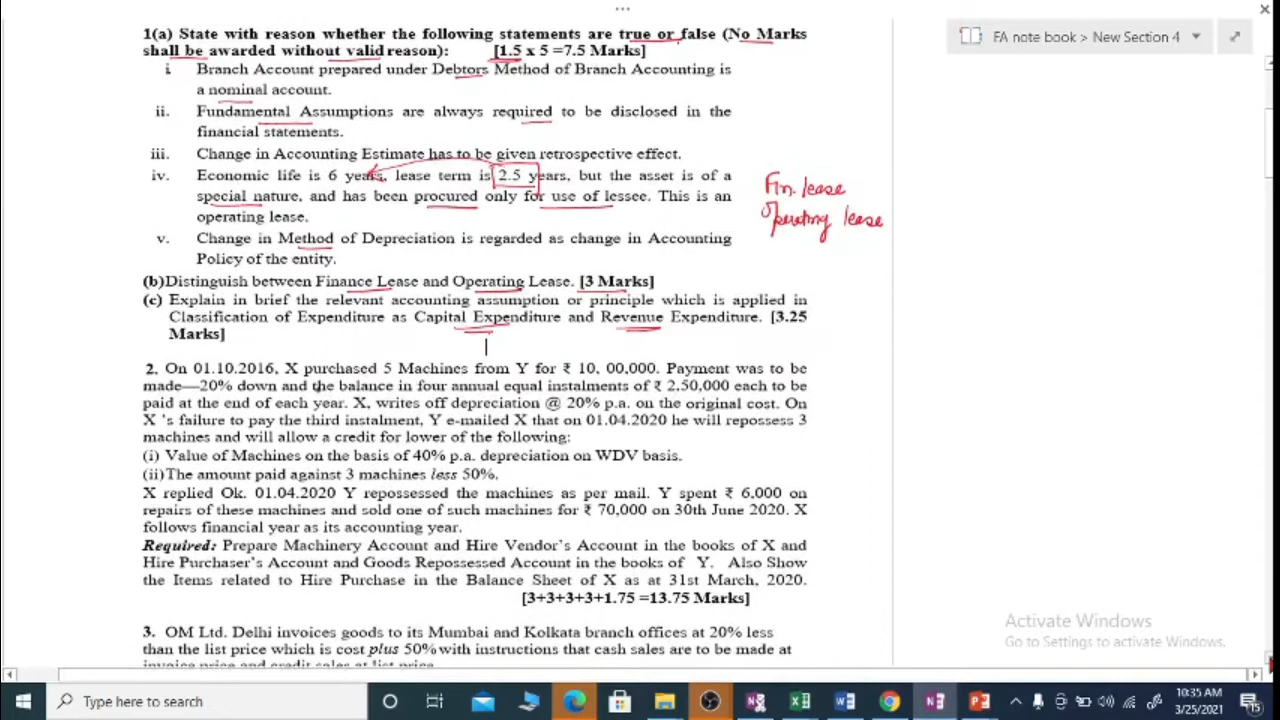 1(a) State with reason whether the following statements are true or false (No Marks
shall be awarded without valid reason): [1.5 x 5 =7.5 Marks]
i. Branch Account prepared under Debtors Method of Branch Accounting is
a nominal account.
ii. Fundamental Assumptions are always required to be disclosed in the
financial statements.
iii. Change in Accounting Estimate has to be given retrospective effect.
iv. Economic life is 6 years, lease term is 2.5 years, but the asset is of a
special nature, and has been procured only for use of lessee. This is an
operating lease.
v. Change in Method of Depreciation is regarded as change in Accounting
Policy of the entity.
(b)Distinguish between Finance Lease and Operating Lease. [3 Marks]
(c) Explain in brief the relevant accounting assumption or principle which is applied in
Classification of Expenditure as Capital Expenditure and Revenue Expenditure. [3.25
Marks]
2. On 01.10.2016, X purchased 5 Machines from Y for ₹ 10, 00,000. Payment was to be
made—20% down and the balance in four annual equal instalments of ₹ 2,50,000 each to be
paid at the end of each year. X, writes off depreciation @ 20% p.a. on the original cost. On
X 's failure to pay the third instalment, Y e-mailed X that on 01.04.2020 he will repossess 3
machines and will allow a credit for lower of the following:
(i) Value of Machines on the basis of 40% p.a. depreciation on WDV basis.
(ii) The amount paid against 3 machines less 50%.
X replied Ok. 01.04.2020 Y repossessed the machines as per mail. Y spent ₹ 6,000 on
repairs of these machines and sold one of such machines for ₹ 70,000 on 30th June 2020. X
follows financial year as its accounting year.
Required: Prepare Machinery Account and Hire Vendor's Account in the books of X and
Hire Purchaser's Account and Goods Repossessed Account in the books of Y. Also Show
the Items related to Hire Purchase in the Balance Sheet of X as at 31st March, 2020.
[3+3+3+3+1.75 =13.75 Marks]
3. OM Ltd. Delhi invoices goods to its Mumbai and Kolkata branch offices at 20% less
than the list price which is cost plus 50% with instructions that cash sales are to be made at
invoice price and credit sales at list price.
Fin. lease
Operating lease
FA note book > New Section 4
Activate Windows
Go to Settings to activate Windows.
Type here to search
10:35 AM
3/25/2021
15